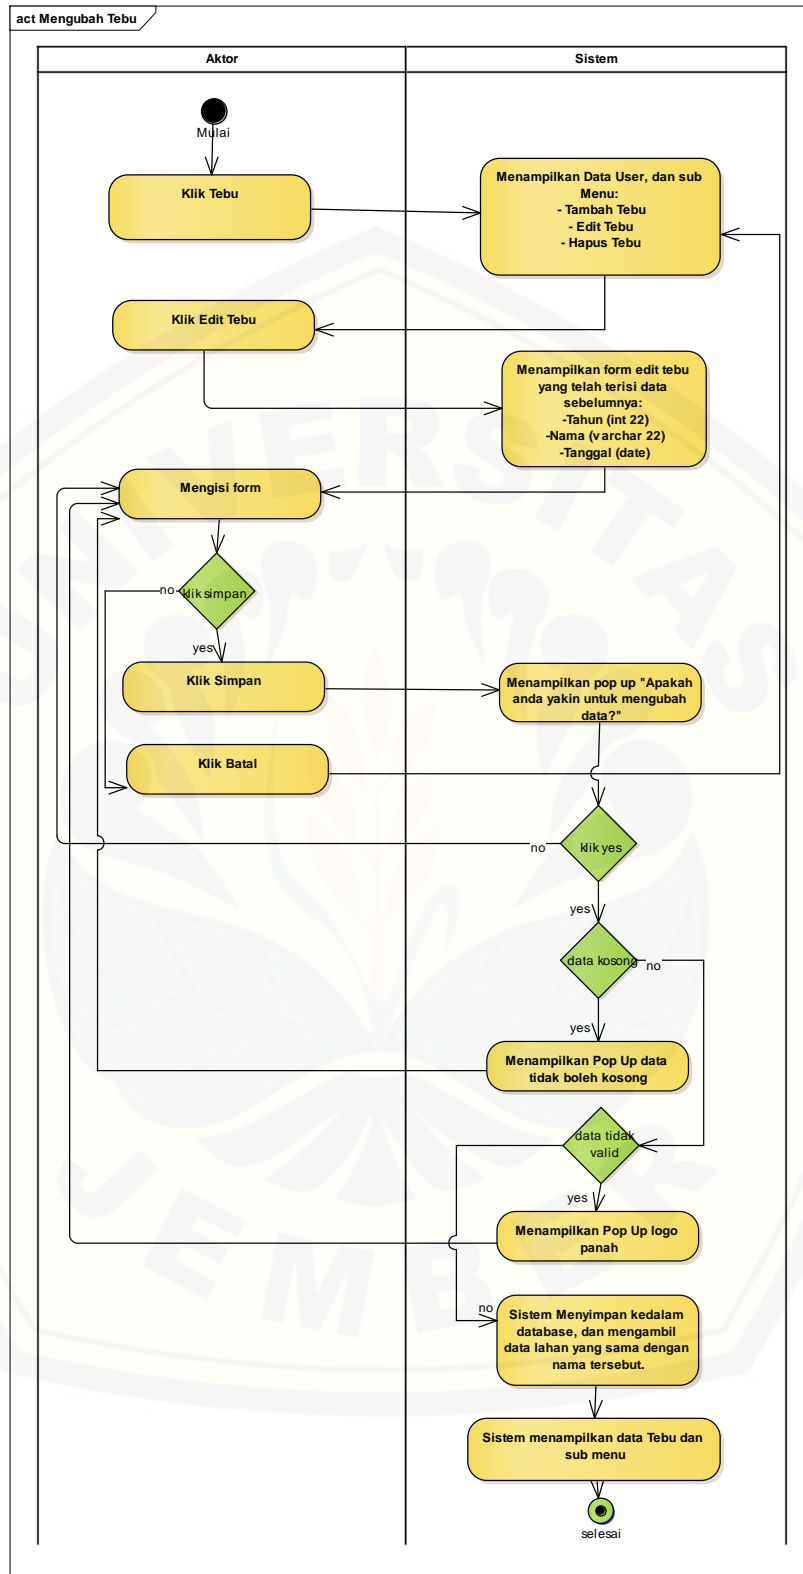 act Mengubah Tebu
Aktor
Sistem
Mulai
Klik Tebu
Menampilkan Data User, dan sub
Menu:
- Tambah Tebu
- Edit Tebu
- Hapus Tebu
Klik Edit Tebu
Menampilkan form edit tebu
yang telah terisi data
sebelumnya:
-Tahun (int 22)
-Nama (varchar 22)
-Tanggal (date)
Mengisi form
klik simpan
no
yes
Klik Simpan
Menampilkan pop up "Apakah
anda yakin untuk mengubah
data?"
Klik Batal
klik yes
no
yes
data kosong
no
yes
Menampilkan Pop Up data
tidak boleh kosong
data tidak
valid
yes
Menampilkan Pop Up logo
panah
no
Sistem Menyimpan kedalam
database, dan mengambil
data lahan yang sama dengan
nama tersebut.
Sistem menampilkan data Tebu dan
sub menu
selesai
UNIVERSITAS
JEMBER